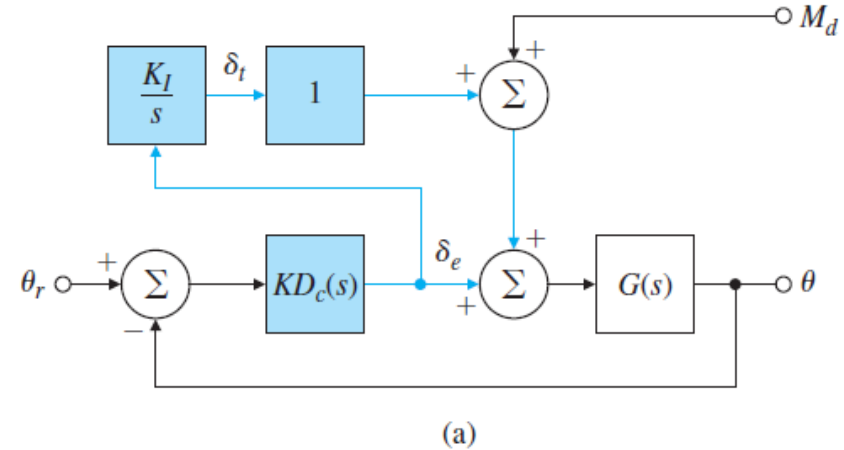 + M_d
K_I/s δ_t 1 + Σ
θ_r + Σ KD_c(s) δ_e + + Σ G(s) θ
−
(a)